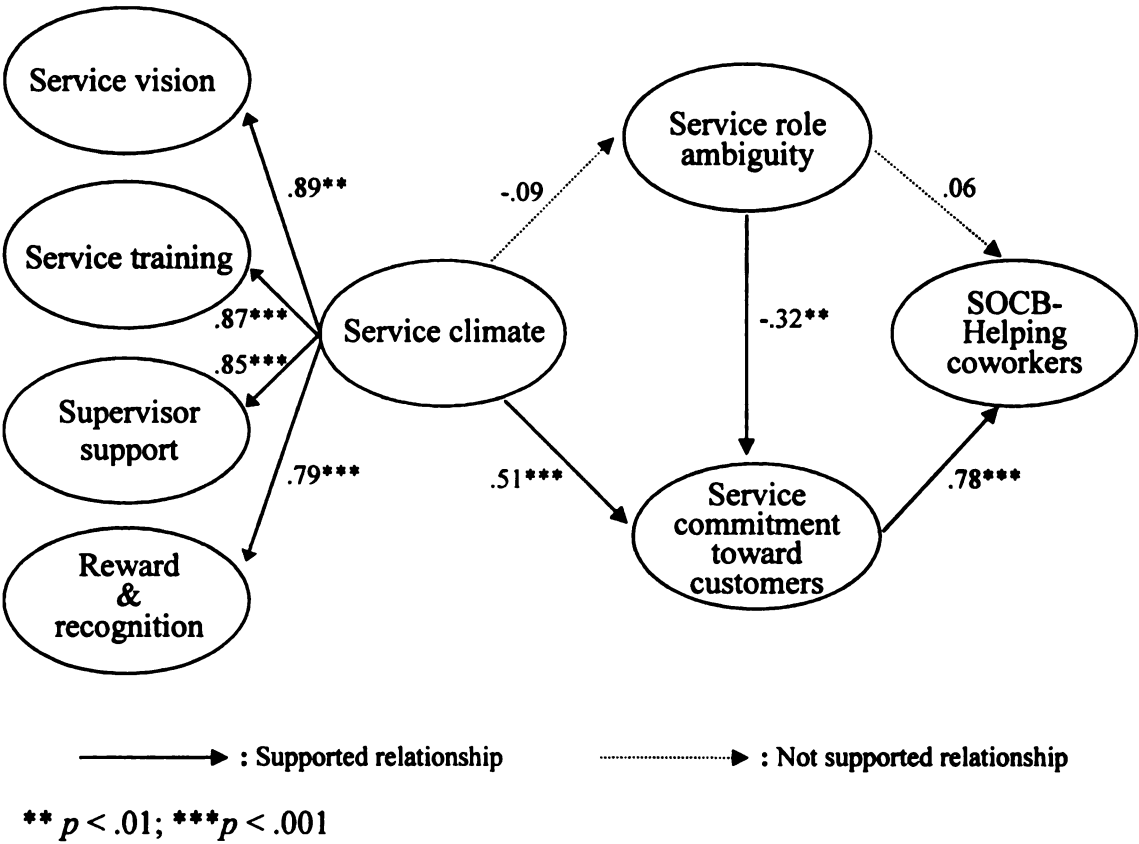 Service vision
.89**
Service training
.87***
.85***
Supervisor
support
.79***
Reward
&
recognition
Service climate
-.09
Service role
ambiguity
.06
-.32**
.51***
Service
commitment
toward
customers
.78***
SOCB-
Helping
coworkers
: Supported relationship
: Not supported relationship
** p < .01; ***p < .001